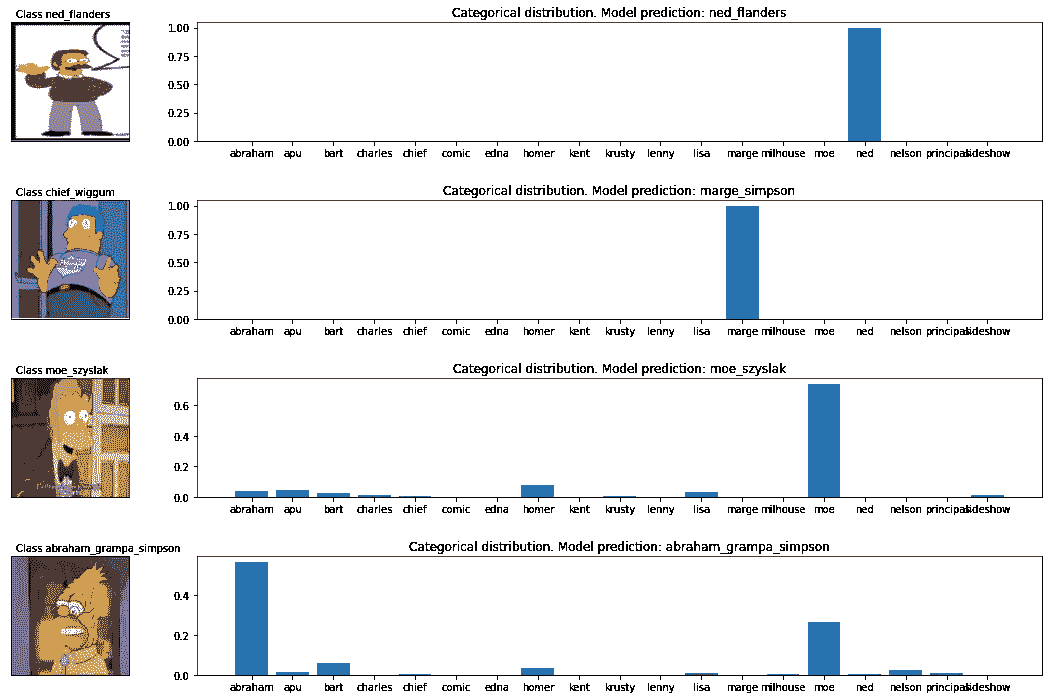 Class ned_flanders
Categorical distribution. Model prediction: ned_flanders
1.00
0.75
0.50
0.25
0.00
abraham apu bart charles chief comic edna homer kent krusty lenny lisa marge milhouse moe ned nelson principal sideshow
Class chief_wiggum
Categorical distribution. Model prediction: marge_simpson
1.00
0.75
0.50
0.25
0.00
abraham apu bart charles chief comic edna homer kent krusty lenny lisa marge milhouse moe ned nelson principal sideshow
Class moe_szyslak
Categorical distribution. Model prediction: moe_szyslak
0.6
0.4
0.2
0.0
abraham apu bart charles chief comic edna homer kent krusty lenny lisa marge milhouse moe ned nelson principal sideshow
Class abraham_grampa_simpson
Categorical distribution. Model prediction: abraham_grampa_simpson
0.4
0.2
0.0
abraham apu bart charles chief comic edna homer kent krusty lenny lisa marge milhouse moe ned nelson principal sideshow